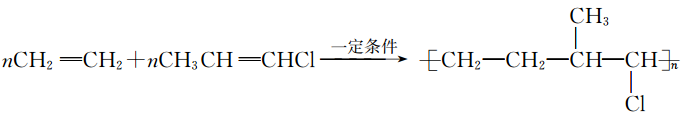 CH₃
nCH₂═CH₂+nCH₃CH═CHCl 一定条件 [CH₂—CH₂—CH—CH]ₙ
Cl